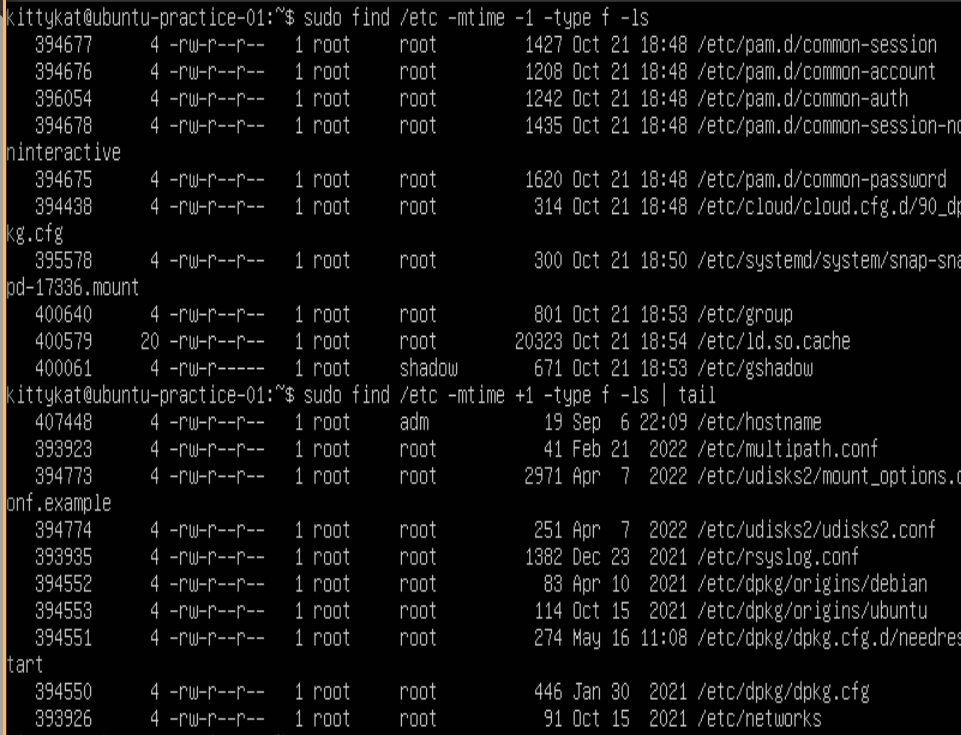 kittykat@ubuntu-practice-01:~$ sudo find /etc -mtime -1 -type f -ls
394677 4 -rw-r--r-- 1 root root 1427 Oct 21 18:48 /etc/pam.d/common-session
394676 4 -rw-r--r-- 1 root root 1208 Oct 21 18:48 /etc/pam.d/common-account
396054 4 -rw-r--r-- 1 root root 1242 Oct 21 18:48 /etc/pam.d/common-auth
394678 4 -rw-r--r-- 1 root root 1435 Oct 21 18:48 /etc/pam.d/common-session-no
ninteractive
394675 4 -rw-r--r-- 1 root root 1620 Oct 21 18:48 /etc/pam.d/common-password
394438 4 -rw-r--r-- 1 root root 314 Oct 21 18:48 /etc/cloud/cloud.cfg.d/90_dp
kg.cfg
395578 4 -rw-r--r-- 1 root root 300 Oct 21 18:50 /etc/systemd/system/snap-sna
pd-17336.mount
400640 4 -rw-r--r-- 1 root root 801 Oct 21 18:53 /etc/group
400579 20 -rw-r--r-- 1 root root 20323 Oct 21 18:54 /etc/ld.so.cache
400061 4 -rw-r----- 1 root shadow 671 Oct 21 18:53 /etc/gshadow
kittykat@ubuntu-practice-01:~$ sudo find /etc -mtime +1 -type f -ls | tail
407448 4 -rw-r--r-- 1 root adm 19 Sep 6 22:09 /etc/hostname
393923 4 -rw-r--r-- 1 root root 41 Feb 21 2022 /etc/multipath.conf
394773 4 -rw-r--r-- 1 root root 2971 Apr 7 2022 /etc/udisks2/mount_options.c
onf.example
394774 4 -rw-r--r-- 1 root root 251 Apr 7 2022 /etc/udisks2/udisks2.conf
393935 4 -rw-r--r-- 1 root root 1382 Dec 23 2021 /etc/rsyslog.conf
394552 4 -rw-r--r-- 1 root root 83 Apr 10 2021 /etc/dpkg/origins/debian
394553 4 -rw-r--r-- 1 root root 114 Oct 15 2021 /etc/dpkg/origins/ubuntu
394551 4 -rw-r--r-- 1 root root 274 May 16 11:08 /etc/dpkg/dpkg.cfg.d/needres
tart
394550 4 -rw-r--r-- 1 root root 446 Jan 30 2021 /etc/dpkg/dpkg.cfg
393926 4 -rw-r--r-- 1 root root 91 Oct 15 2021 /etc/networks